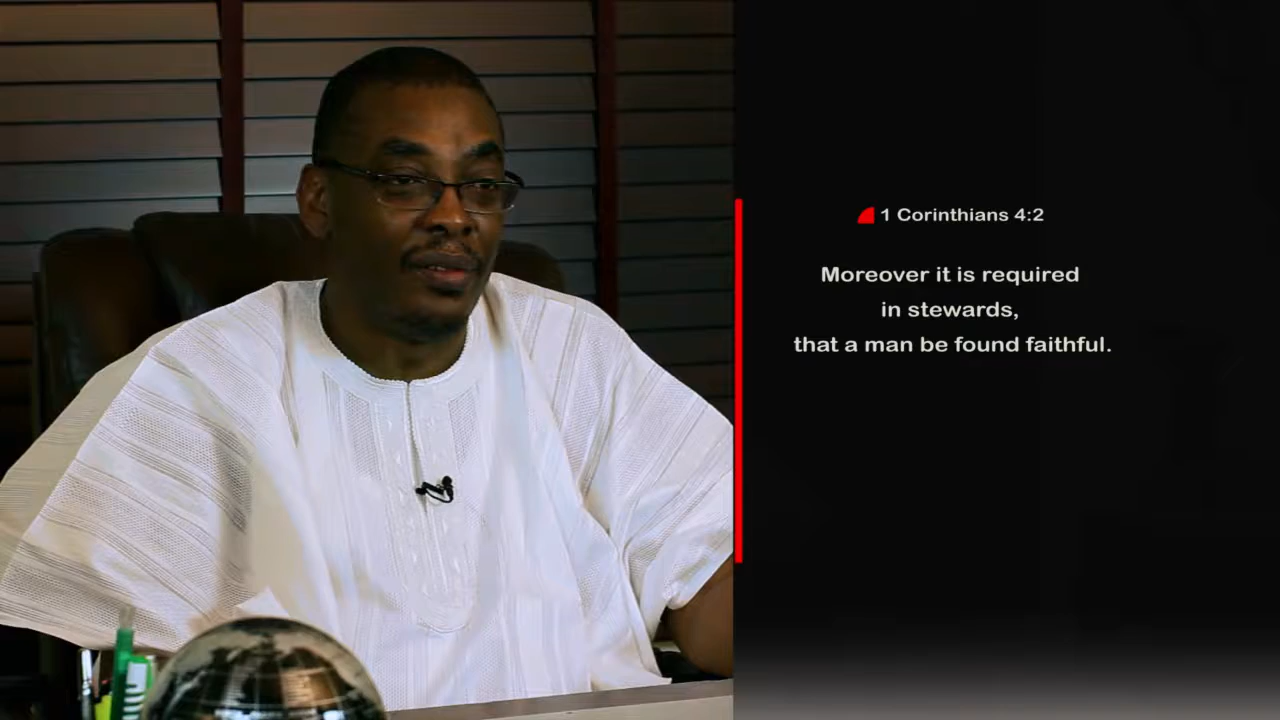 1 Corinthians 4:2
Moreover it is required
in stewards,
that a man be found faithful.